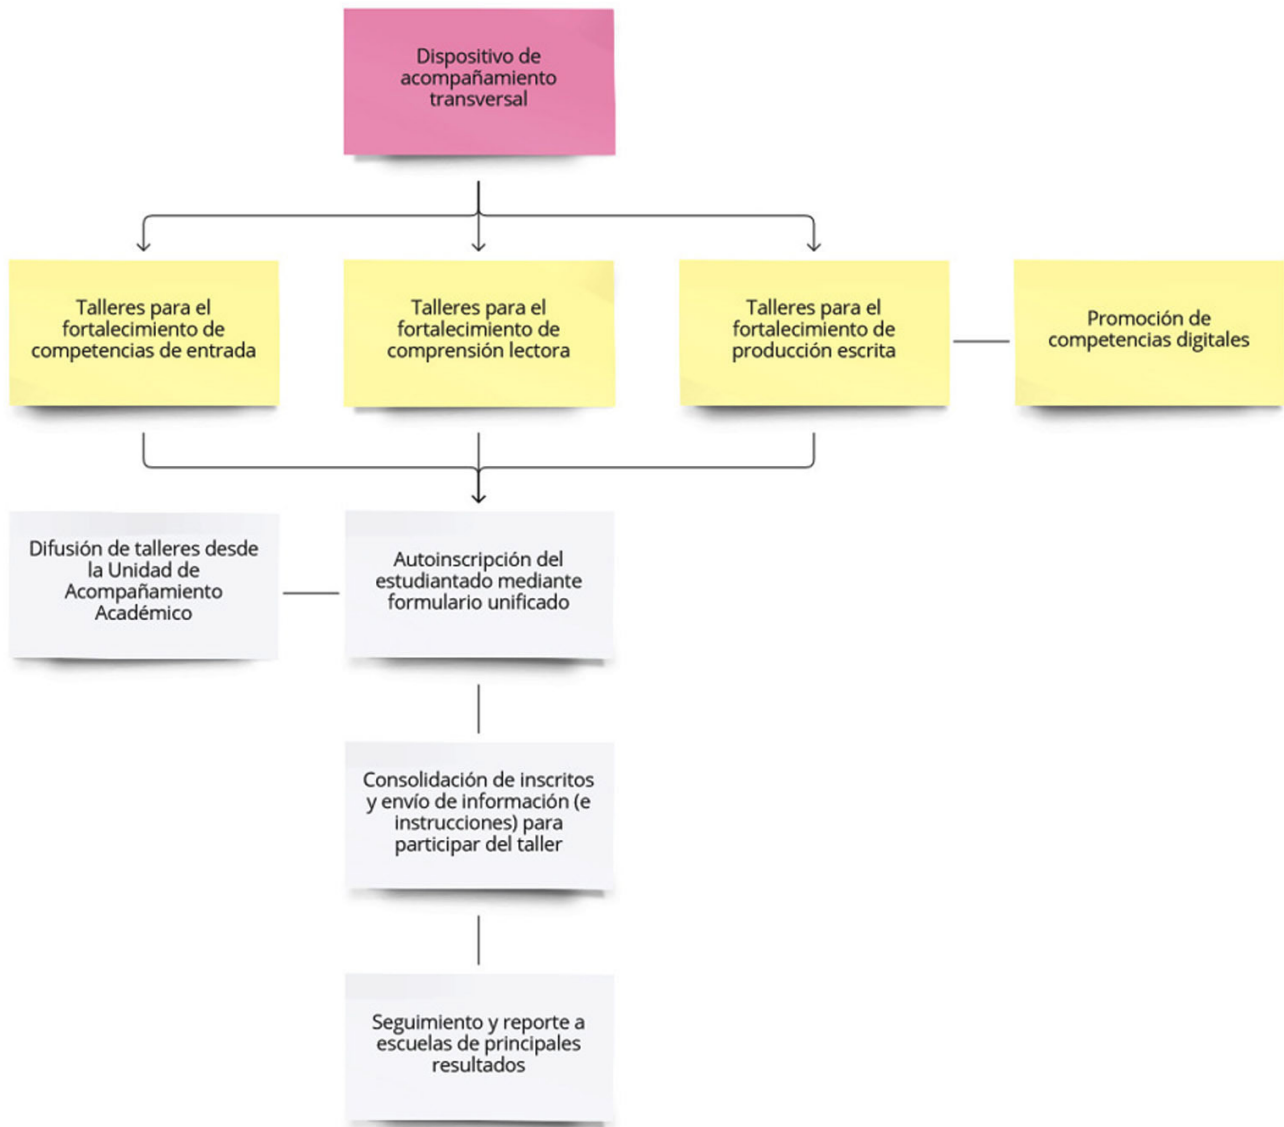 Dispositivo de
acompañamiento
transversal
Talleres para el
fortalecimiento de
competencias de entrada
Talleres para el
fortalecimiento de
comprensión lectora
Talleres para el
fortalecimiento de
producción escrita
Promoción de
competencias digitales
Difusión de talleres desde
la Unidad de
Acompañamiento
Académico
Autoinscripción del
estudiantado mediante
formulario unificado
Consolidación de inscritos
y envío de información (e
instrucciones) para
participar del taller
Seguimiento y reporte a
escuelas de principales
resultados